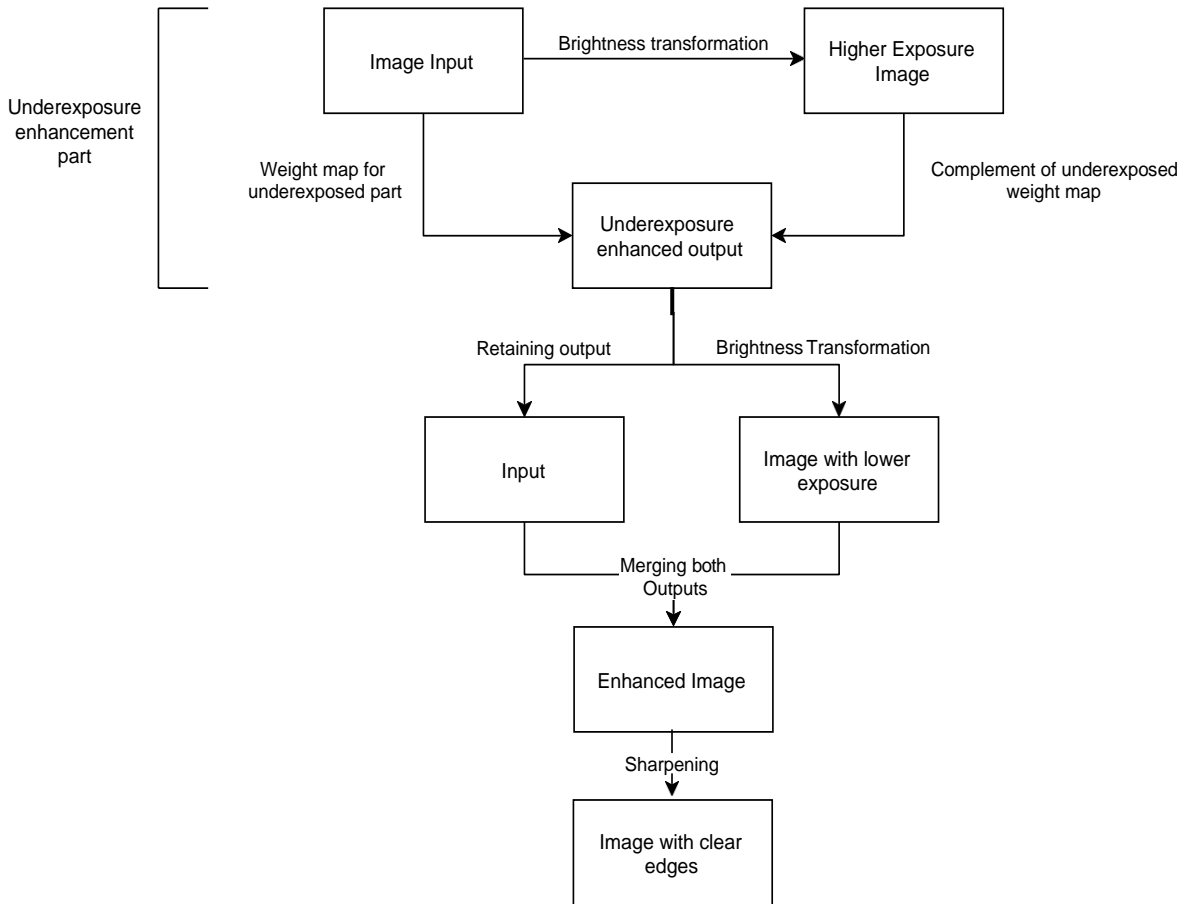 Brightness transformation
Image Input
Higher Exposure
Image
Underexposure
enhancement
part
Weight map for
underexposed part
Complement of underexposed
weight map
Underexposure
enhanced output
Retaining output
Brightness Transformation
Input
Image with lower
exposure
Merging both
Outputs
Enhanced Image
Sharpening
Image with clear
edges